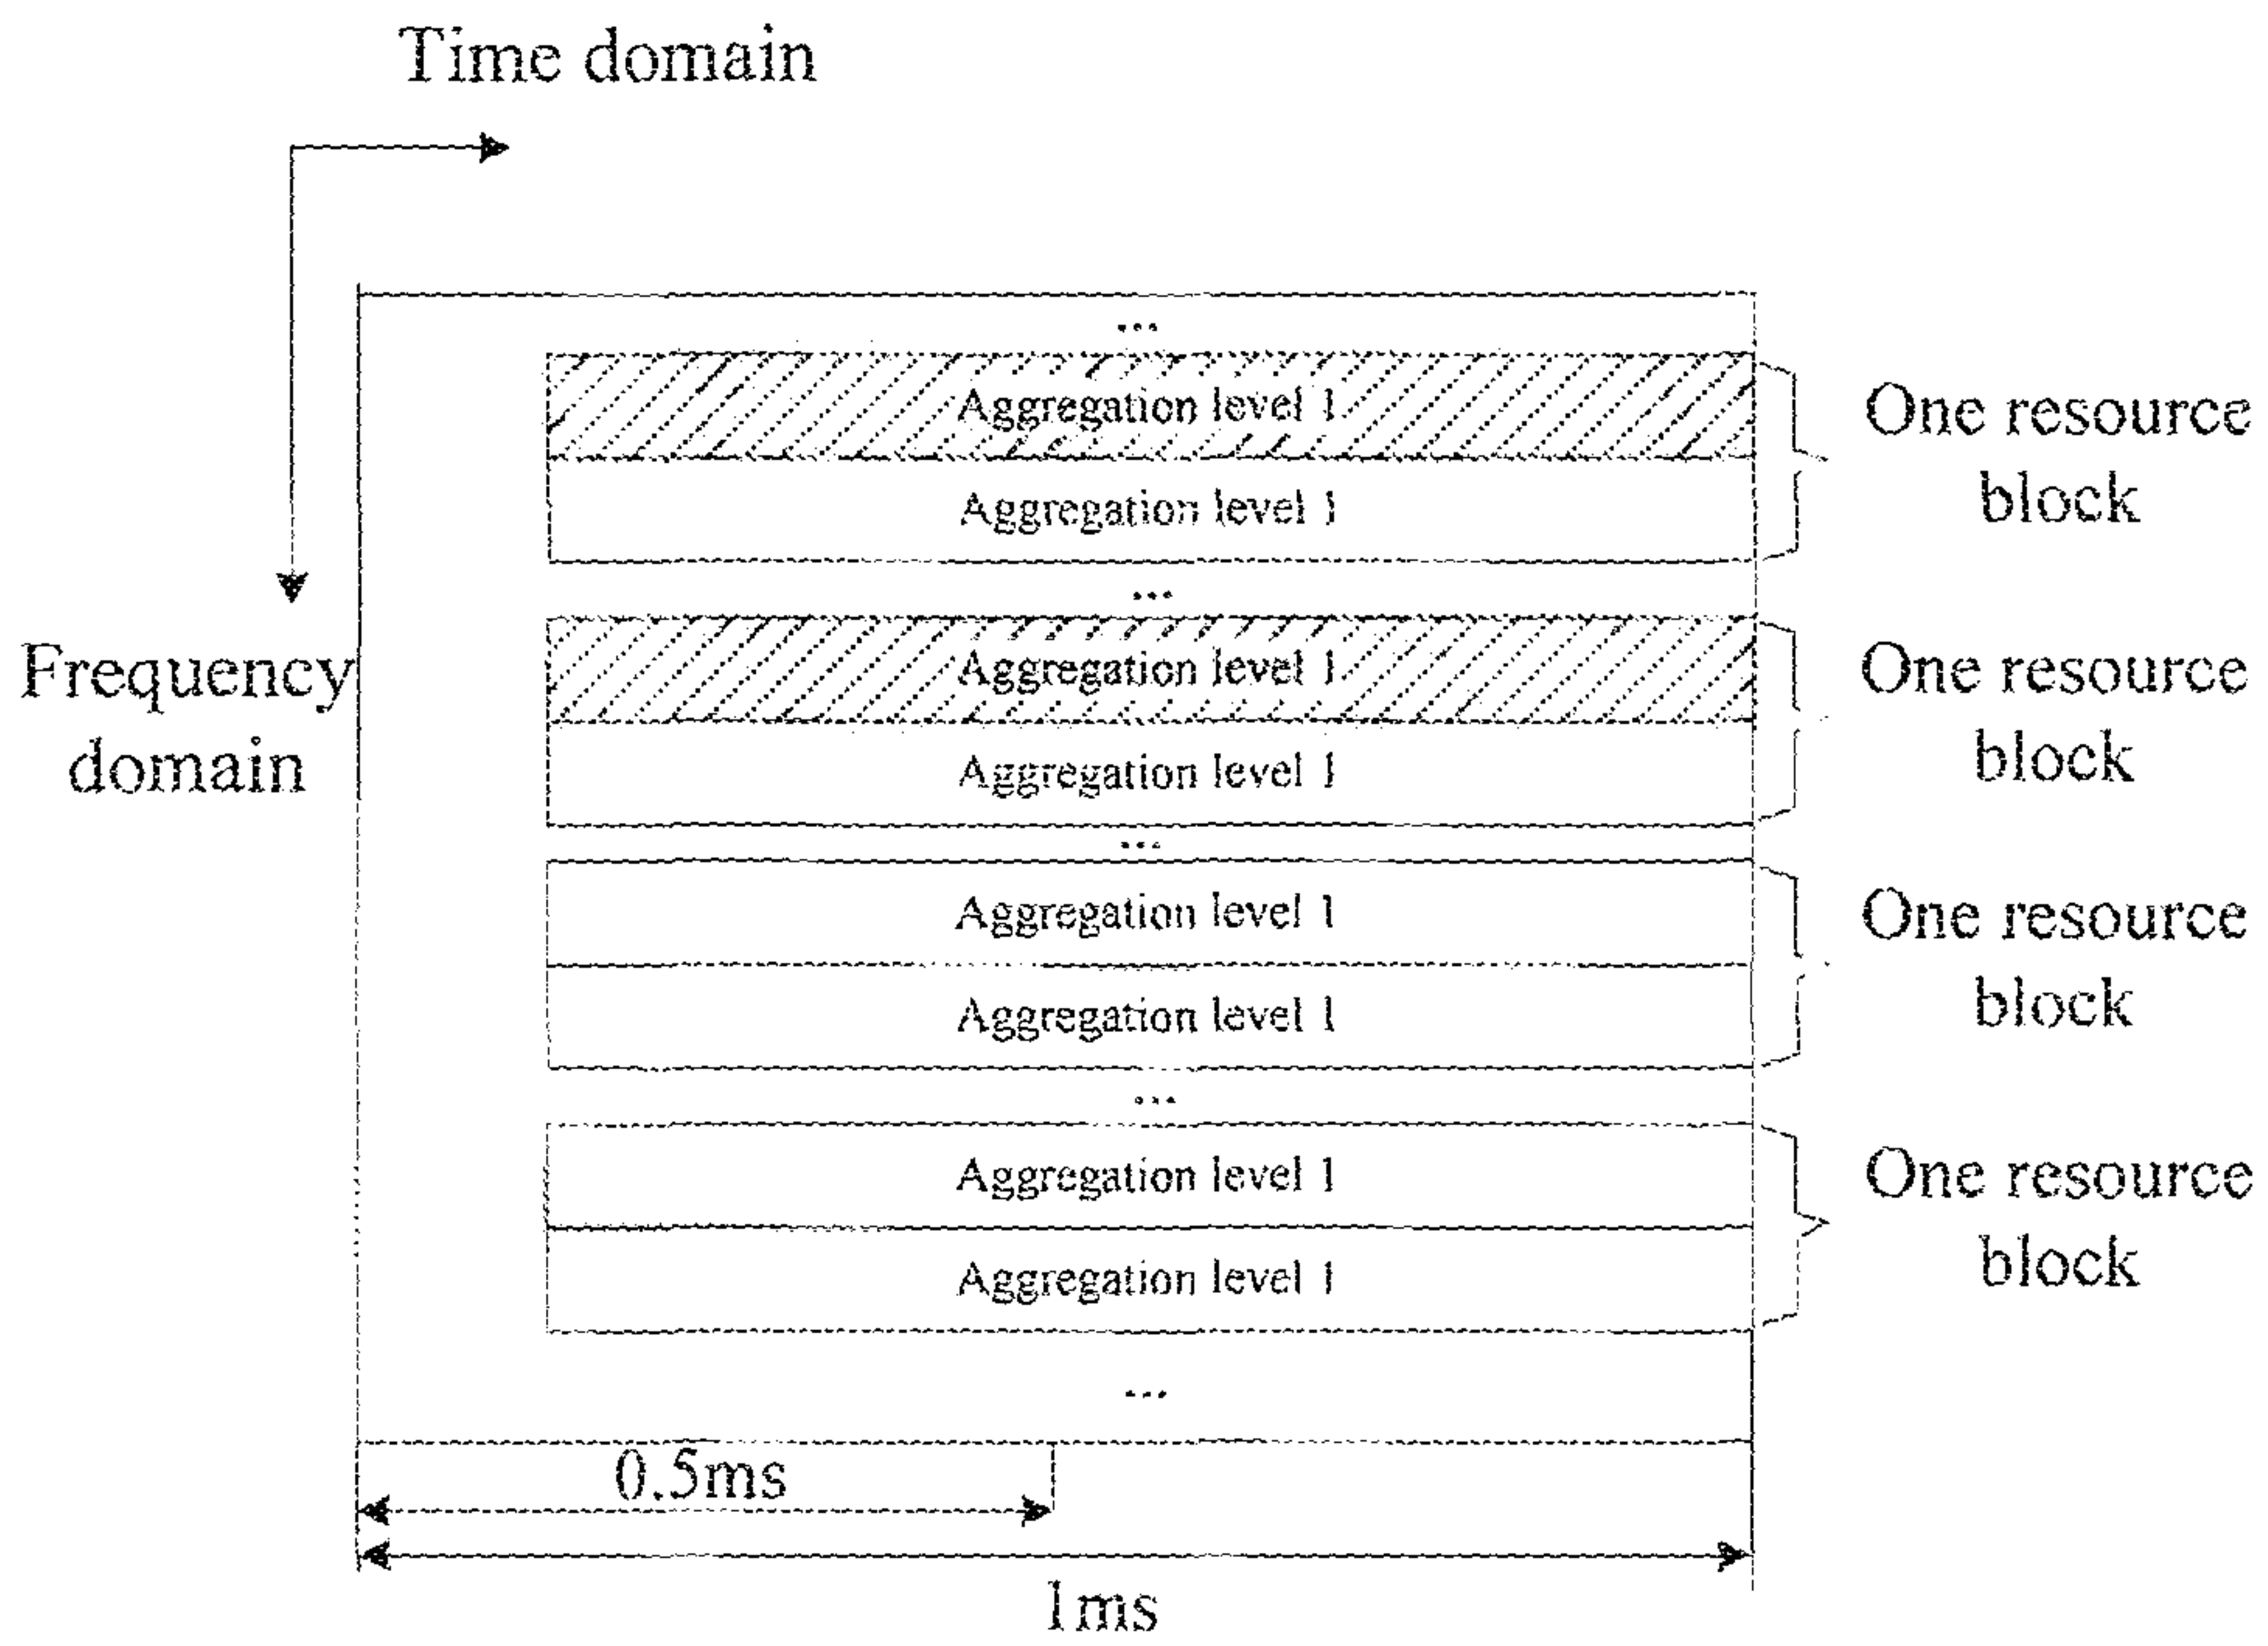 Time domain
...
Aggregation level 1
One resource
block
Aggregation level 1
...
Frequency
domain
Aggregation level 1
One resource
block
Aggregation level 1
...
Aggregation level 1
One resource
block
Aggregation level 1
...
Aggregation level 1
One resource
block
Aggregation level 1
...
0.5ms
1ms